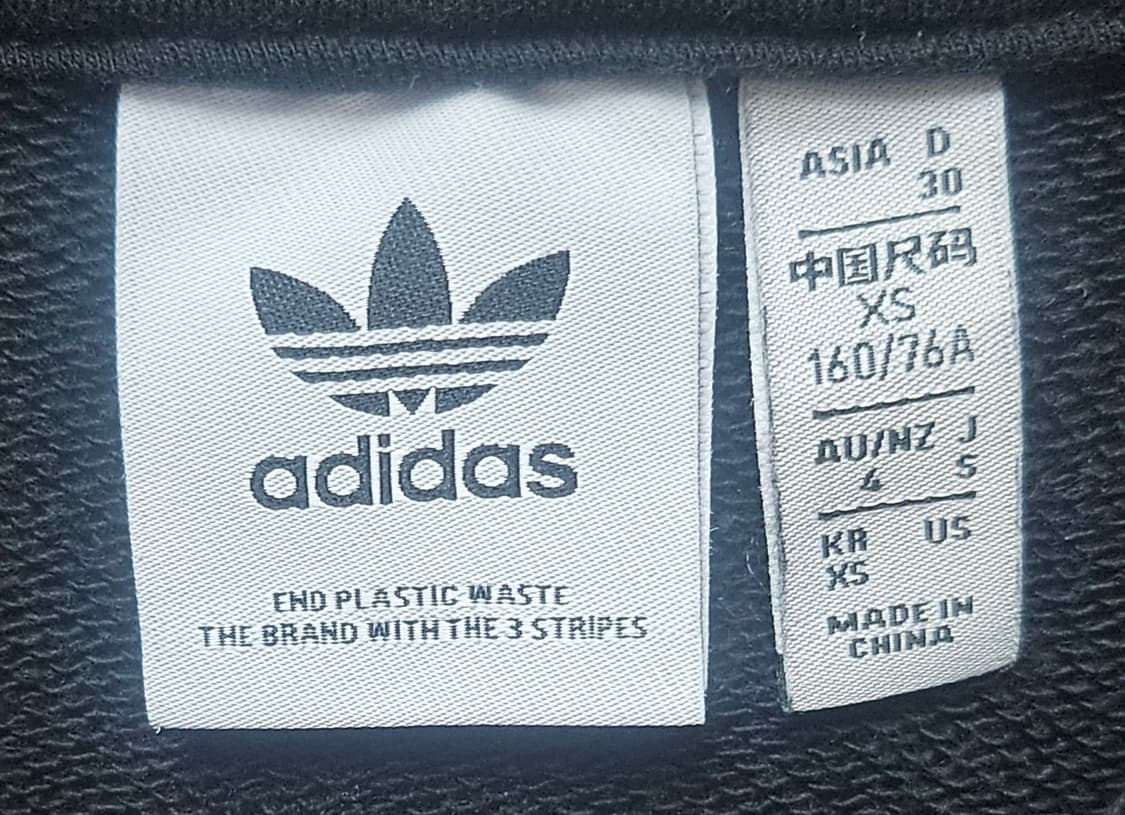 adidas
END PLASTIC WASTE
THE BRAND WITH THE 3 STRIPES
ASIA D
30
中国尺码
XS
160/76A
AU/NZ J
4 S
KR US
XS
MADE IN
CHINA